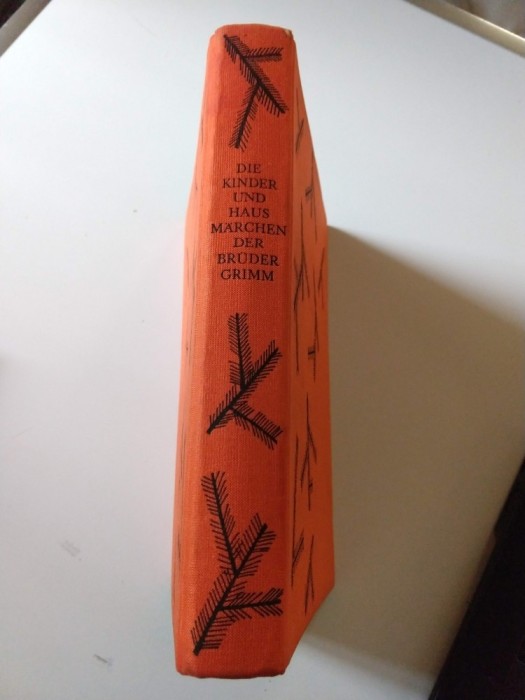 DIE
KINDER
UND
HAUS
MÄRCHEN
DER
BRÜDER
GRIMM